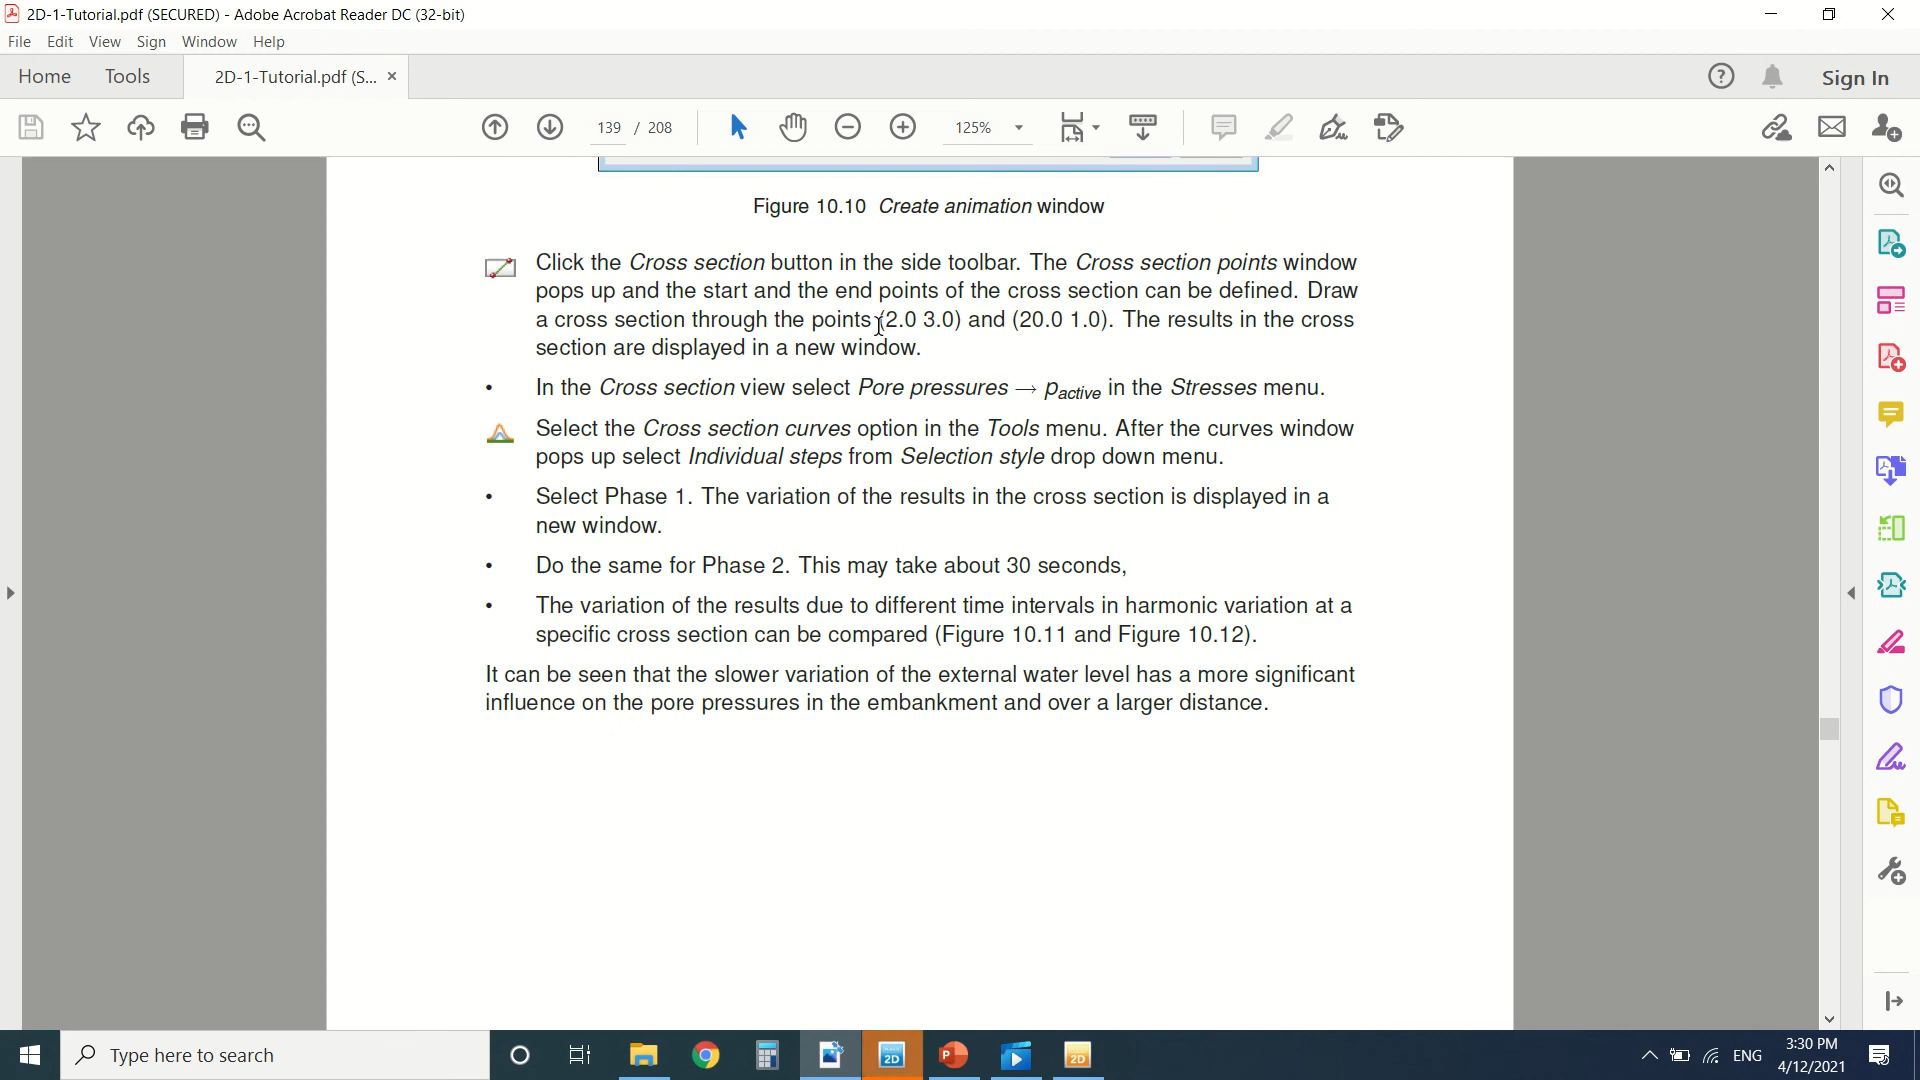 2D-1-Tutorial.pdf (SECURED) - Adobe Acrobat Reader DC (32-bit)
File Edit View Sign Window Help
Home Tools 2D-1-Tutorial.pdf (S... × Sign In
139 / 208 125%
Figure 10.10 Create animation window
Click the Cross section button in the side toolbar. The Cross section points window
pops up and the start and the end points of the cross section can be defined. Draw
a cross section through the points (2.0 3.0) and (20.0 1.0). The results in the cross
section are displayed in a new window.
• In the Cross section view select Pore pressures → pactive in the Stresses menu.
Select the Cross section curves option in the Tools menu. After the curves window
pops up select Individual steps from Selection style drop down menu.
• Select Phase 1. The variation of the results in the cross section is displayed in a
new window.
• Do the same for Phase 2. This may take about 30 seconds,
• The variation of the results due to different time intervals in harmonic variation at a
specific cross section can be compared (Figure 10.11 and Figure 10.12).
It can be seen that the slower variation of the external water level has a more significant
influence on the pore pressures in the embankment and over a larger distance.
Type here to search
2D
P
2D
ENG
3:30 PM
4/12/2021